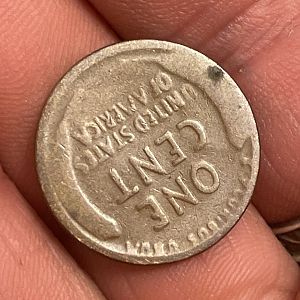 ONE
CENT
UNITED STATES
OF AMERICA